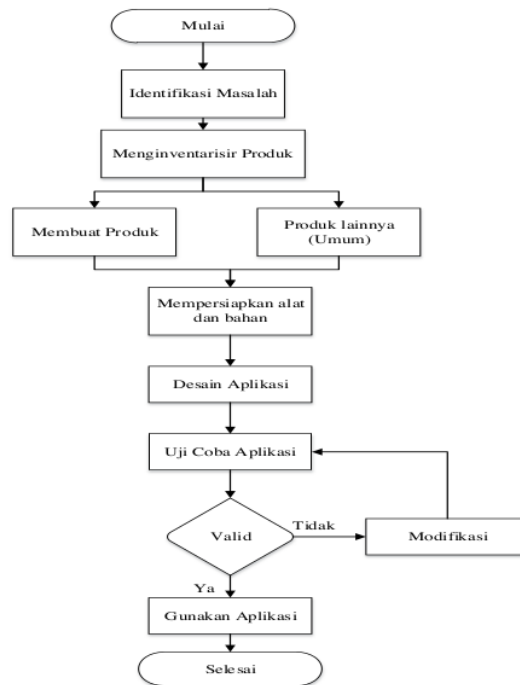 Mulai
Identifikasi Masalah
Menginventarisir Produk
Membuat Produk
Produk lainnya
(Umum)
Mempersiapkan alat
dan bahan
Desain Aplikasi
Uji Coba Aplikasi
Valid
Tidak
Modifikasi
Ya
Gunakan Aplikasi
Selesai